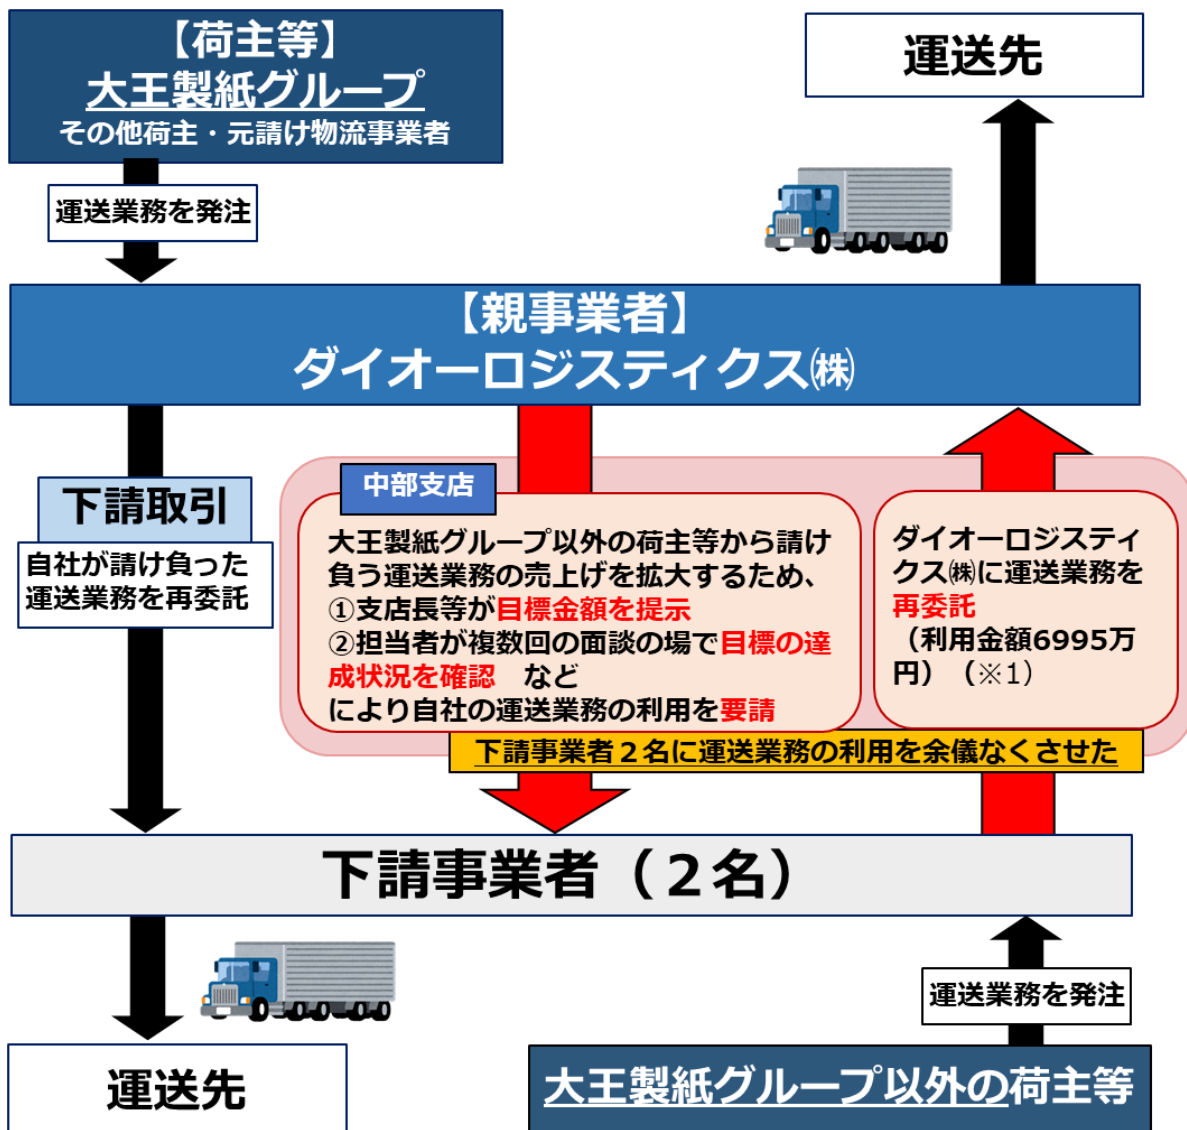 【荷主等】
大王製紙グループ
その他荷主・元請け物流事業者
運送先
運送業務を発注
【親事業者】
ダイオーロジスティクス㈱
下請取引
自社が請け負った
運送業務を再委託
中部支店
大王製紙グループ以外の荷主等から請け
負う運送業務の売上げを拡大するため、
①支店長等が目標金額を提示
②担当者が複数回の面談の場で目標の達
成状況を確認　など
により自社の運送業務の利用を要請
ダイオーロジスティ
クス㈱に運送業務を
再委託
（利用金額6995万
円）（※1）
下請事業者２名に運送業務の利用を余儀なくさせた
下請事業者（２名）
運送業務を発注
運送先
大王製紙グループ以外の荷主等